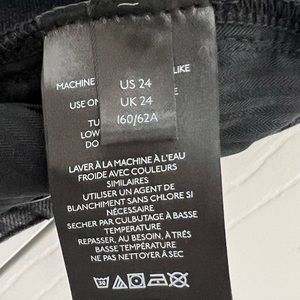 MACHINE
LIKE
US 24
USE ON
UK 24
TU
160/62A
LOW
DO
LAVER À LA MACHINE À L'EAU
FROIDE AVEC COULEURS
SIMILAIRES
UTILISER UN AGENT DE
BLANCHIMENT SANS CHLORE SI
NÉCESSAIRE
SECHER PAR CULBUTAGE À BASSE
TEMPERATURE
REPASSER, AU BESOIN, À TRÈS
BASSE TEMPÉRATURE
NE PAS NETTOYER À SEC
30